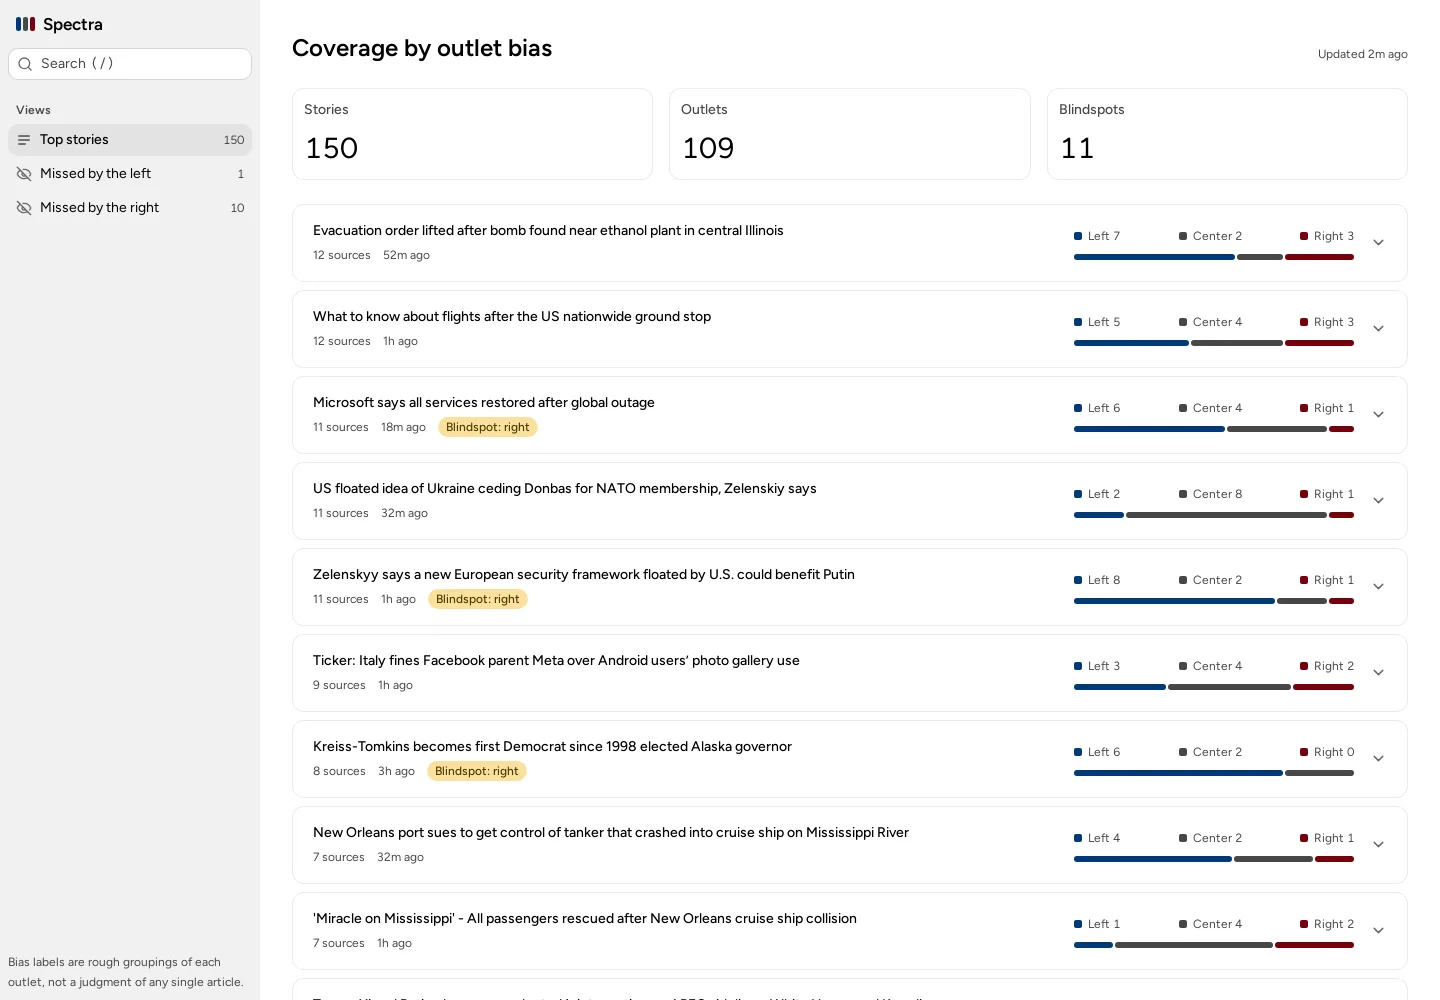 Spectra
Search (/)
Views
Top stories 150
Missed by the left 1
Missed by the right 10
Bias labels are rough groupings of each
outlet, not a judgment of any single article.
Coverage by outlet bias
Updated 2m ago
Stories
150
Outlets
109
Blindspots
11
Evacuation order lifted after bomb found near ethanol plant in central Illinois
12 sources 52m ago
Left 7 Center 2 Right 3
What to know about flights after the US nationwide ground stop
12 sources 1h ago
Left 5 Center 4 Right 3
Microsoft says all services restored after global outage
11 sources 18m ago Blindspot: right
Left 6 Center 4 Right 1
US floated idea of Ukraine ceding Donbas for NATO membership, Zelenskiy says
11 sources 32m ago
Left 2 Center 8 Right 1
Zelenskyy says a new European security framework floated by U.S. could benefit Putin
11 sources 1h ago Blindspot: right
Left 8 Center 2 Right 1
Ticker: Italy fines Facebook parent Meta over Android users’ photo gallery use
9 sources 1h ago
Left 3 Center 4 Right 2
Kreiss-Tomkins becomes first Democrat since 1998 elected Alaska governor
8 sources 3h ago Blindspot: right
Left 6 Center 2 Right 0
New Orleans port sues to get control of tanker that crashed into cruise ship on Mississippi River
7 sources 32m ago
Left 4 Center 2 Right 1
'Miracle on Mississippi' - All passengers rescued after New Orleans cruise ship collision
7 sources 1h ago
Left 1 Center 4 Right 2